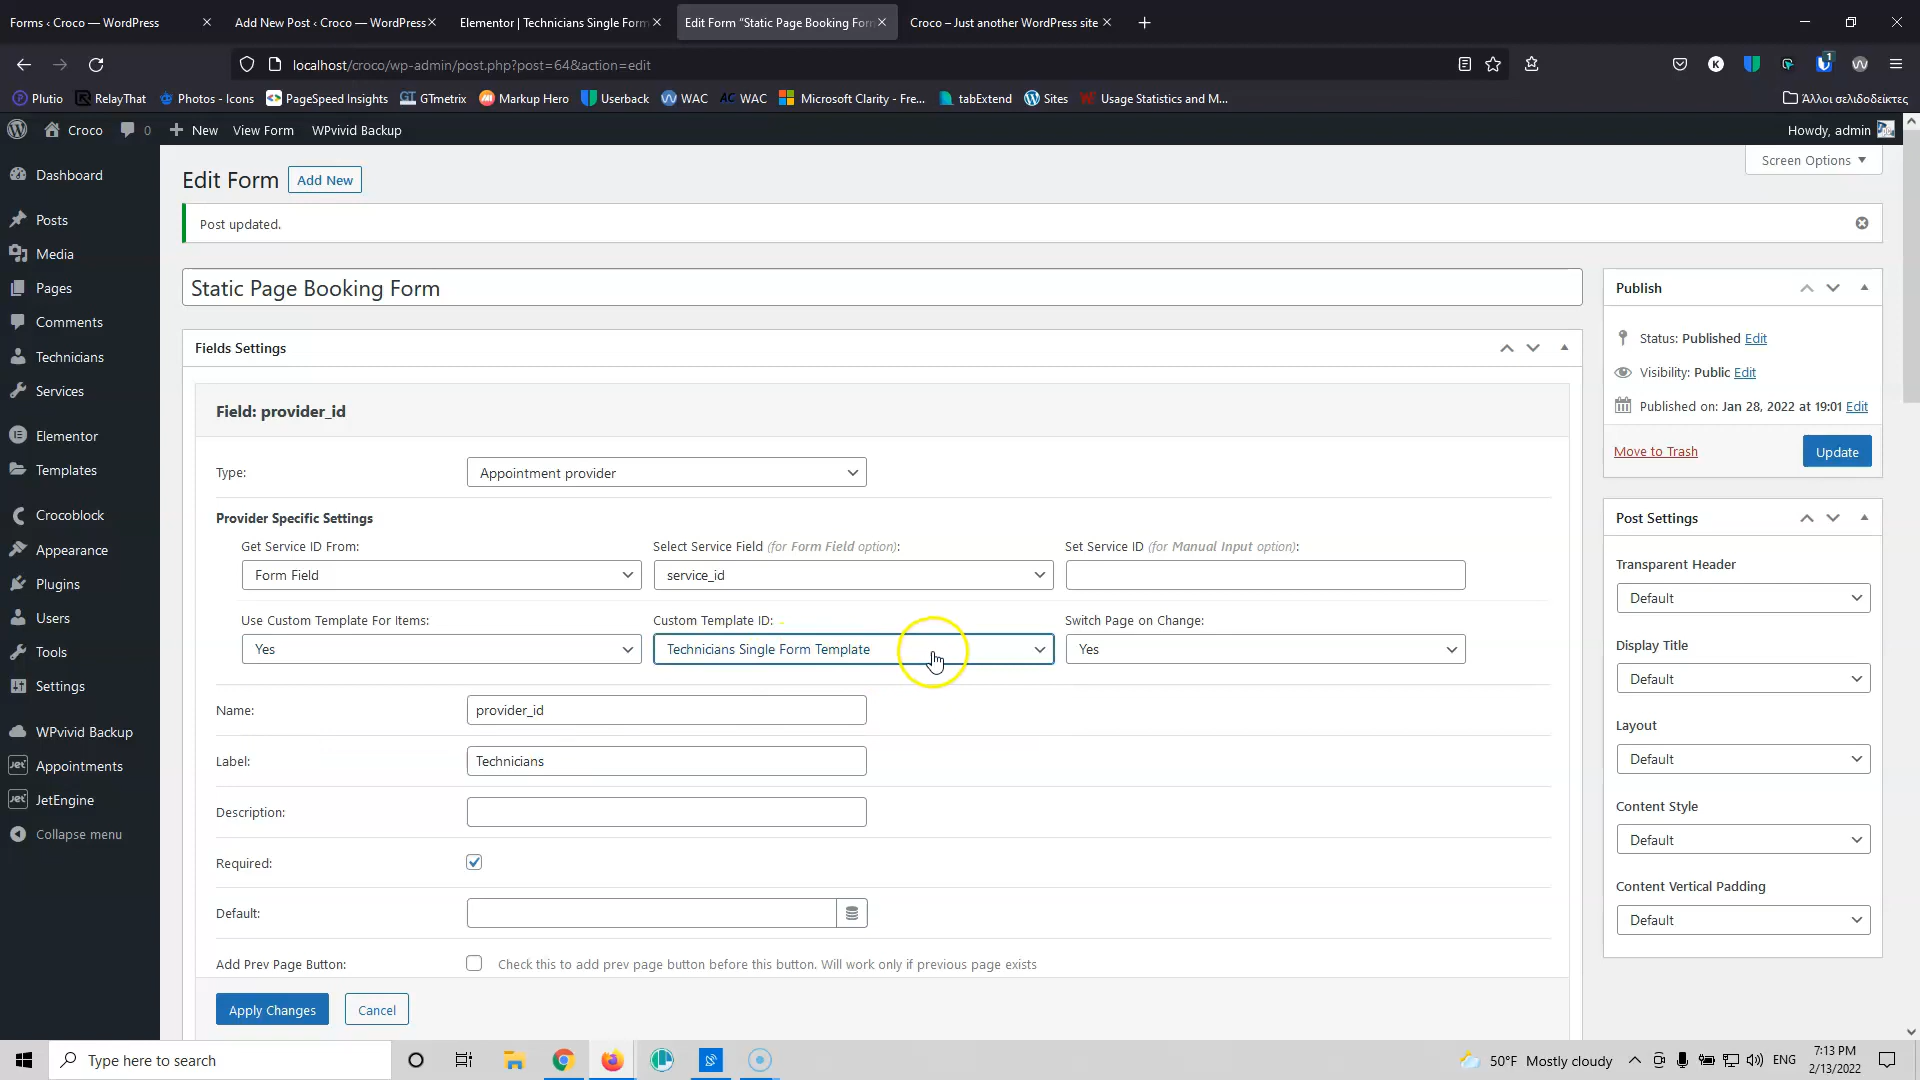 Forms ‹ Croco — WordPress
Add New Post ‹ Croco — WordPress
Elementor | Technicians Single Form
Edit Form "Static Page Booking For
Croco – Just another WordPress site
localhost/croco/wp-admin/post.php?post=64&action=edit
Plutio
RelayThat
Photos - Icons
PageSpeed Insights
GTmetrix
Markup Hero
Userback
WAC
WAC
Microsoft Clarity - Fre...
tabExtend
Sites
Usage Statistics and M...
Άλλοι σελιδοδείκτες
Croco
0
New
View Form
WPvivid Backup
Howdy, admin
Screen Options
Dashboard
Posts
Media
Pages
Comments
Technicians
Services
Elementor
Templates
Crocoblock
Appearance
Plugins
Users
Tools
Settings
WPvivid Backup
Appointments
JetEngine
Collapse menu
Edit Form
Add New
Post updated.
Static Page Booking Form
Fields Settings
Field: provider_id
Type:
Appointment provider
Provider Specific Settings
Get Service ID From:
Select Service Field (for Form Field option):
Set Service ID (for Manual Input option):
Form Field
service_id
Use Custom Template For Items:
Custom Template ID:
Switch Page on Change:
Yes
Technicians Single Form Template
Yes
Name:
provider_id
Label:
Technicians
Description:
Required:
Default:
Add Prev Page Button:
Check this to add prev page button before this button. Will work only if previous page exists
Apply Changes
Cancel
Publish
Status: Published Edit
Visibility: Public Edit
Published on: Jan 28, 2022 at 19:01 Edit
Move to Trash
Update
Post Settings
Transparent Header
Default
Display Title
Default
Layout
Default
Content Style
Default
Content Vertical Padding
Default
Type here to search
50°F Mostly cloudy
ENG
7:13 PM
2/13/2022